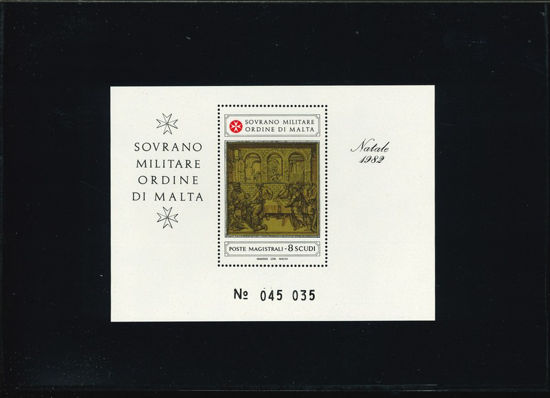 SOVRANO
MILITARE
ORDINE
DI MALTA
SOVRANO MILITARE
ORDINE DI MALTA
POSTE MAGISTRALI - 8 SCUDI
Natale
1982
Nº 045 035